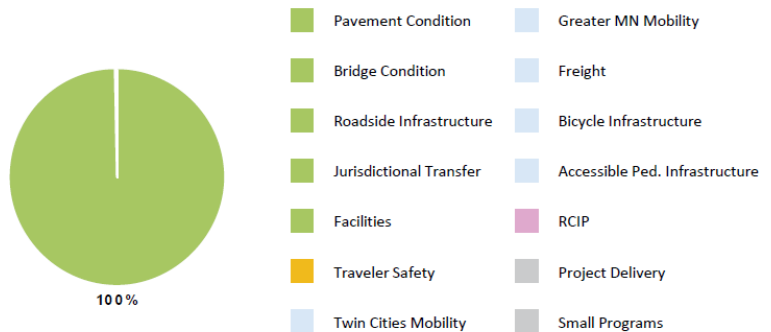 Pavement Condition
Bridge Condition
Roadside Infrastructure
Jurisdictional Transfer
Facilities
Traveler Safety
Twin Cities Mobility
Greater MN Mobility
Freight
Bicycle Infrastructure
Accessible Ped. Infrastructure
RCIP
Project Delivery
Small Programs
100%